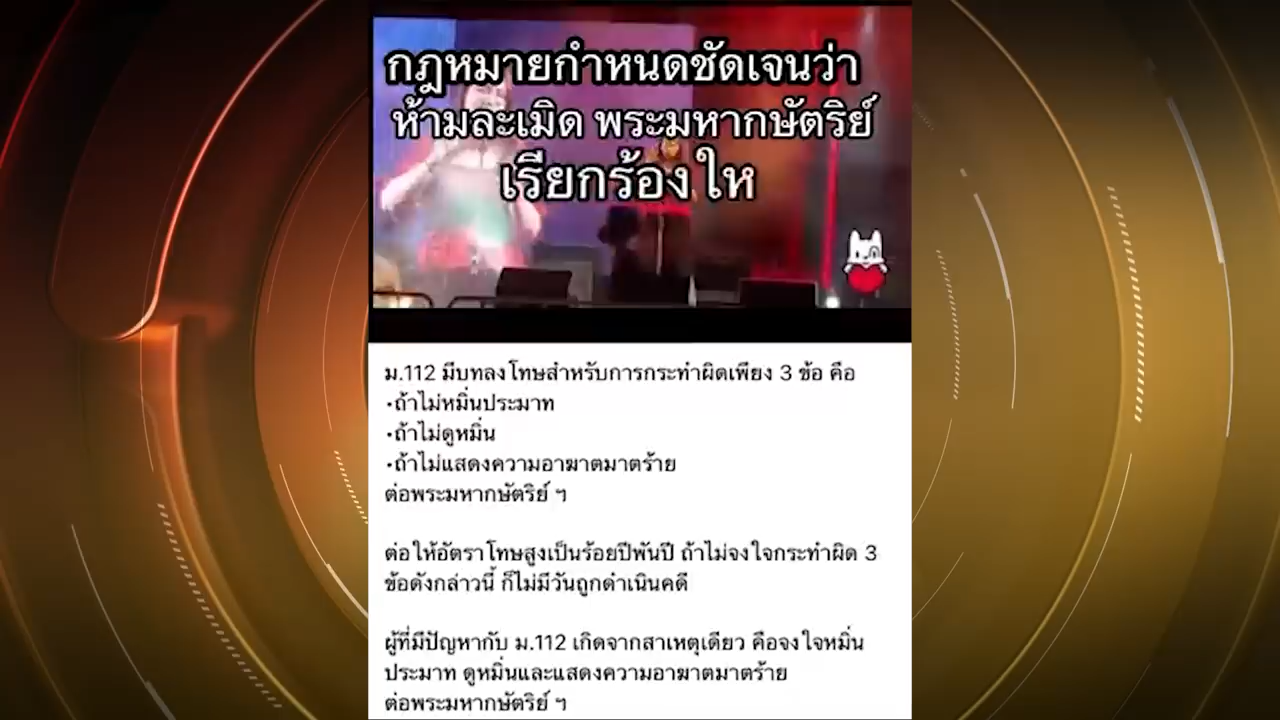 กฎหมายกำหนดชัดเจนว่า
ห้ามละเมิด พระมหากษัตริย์
เรียกร้องให
ม.112 มีบทลงโทษสำหรับการกระทำผิดเพียง 3 ข้อ คือ
•ถ้าไม่หมิ่นประมาท
•ถ้าไม่ดูหมิ่น
•ถ้าไม่แสดงความอาฆาตมาตร้าย
ต่อพระมหากษัตริย์ ฯ
ต่อให้อัตราโทษสูงเป็นร้อยปีพันปี ถ้าไม่จงใจกระทำผิด 3
ข้อดังกล่าวนี้ ก็ไม่มีวันถูกดำเนินคดี
ผู้ที่มีปัญหากับ ม.112 เกิดจากสาเหตุเดียว คือจงใจหมิ่น
ประมาท ดูหมิ่นและแสดงความอาฆาตมาตร้าย
ต่อพระมหากษัตริย์ ฯ